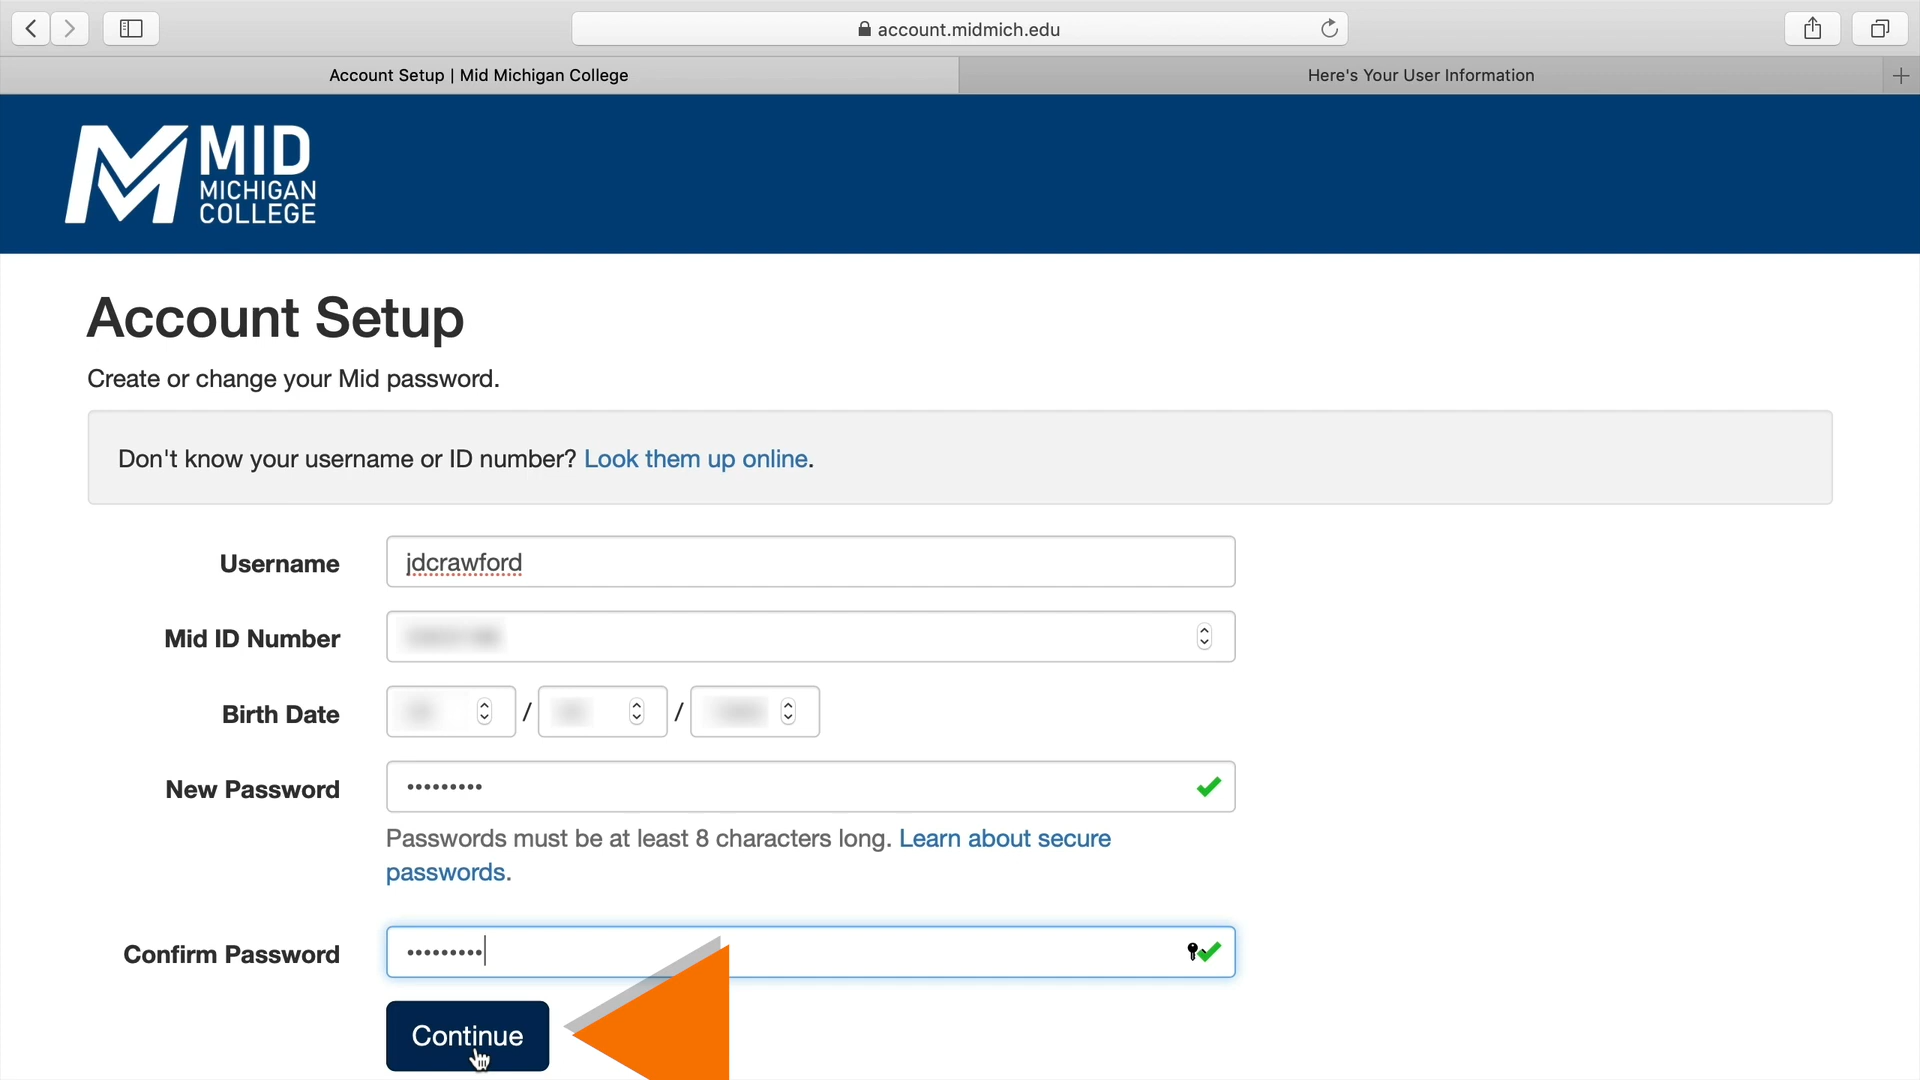 account.midmich.edu
Account Setup | Mid Michigan College
Here's Your User Information
MID
MICHIGAN
COLLEGE
Account Setup
Create or change your Mid password.
Don't know your username or ID number? Look them up online.
Username
jdcrawford
Mid ID Number
Birth Date
/ /
New Password
•••••••••
Passwords must be at least 8 characters long. Learn about secure
passwords.
Confirm Password
•••••••••
Continue